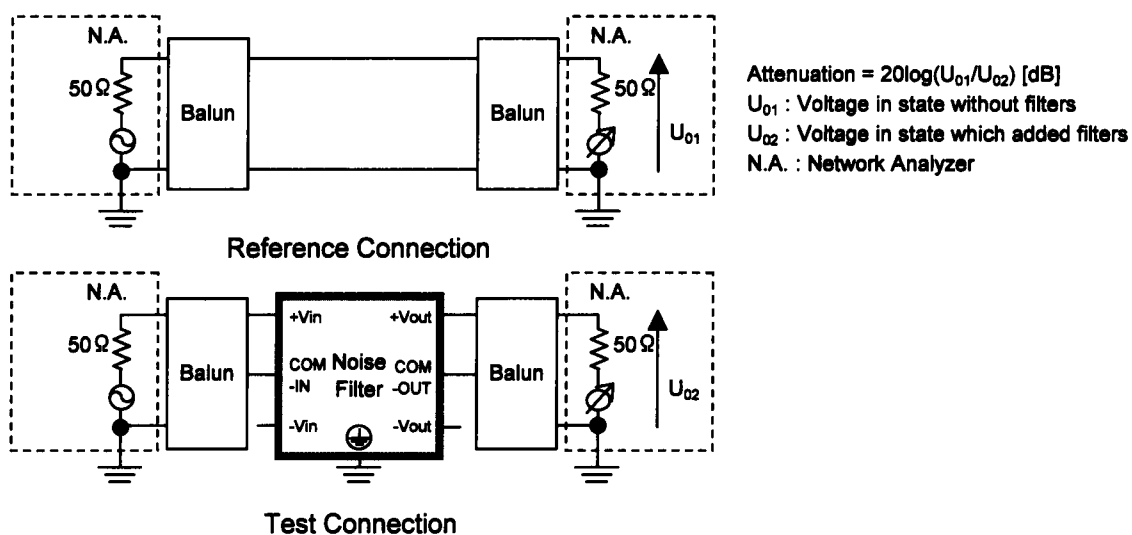 N.A.
N.A.
50Ω
Balun
Balun
50Ω
U01
Attenuation = 20log(U01/U02) [dB]
U01 : Voltage in state without filters
U02 : Voltage in state which added filters
N.A. : Network Analyzer
Reference Connection
N.A.
N.A.
50Ω
Balun
+Vin
+Vout
COM
-IN
Noise
Filter
COM
-OUT
-Vin
-Vout
Balun
50Ω
U02
Test Connection